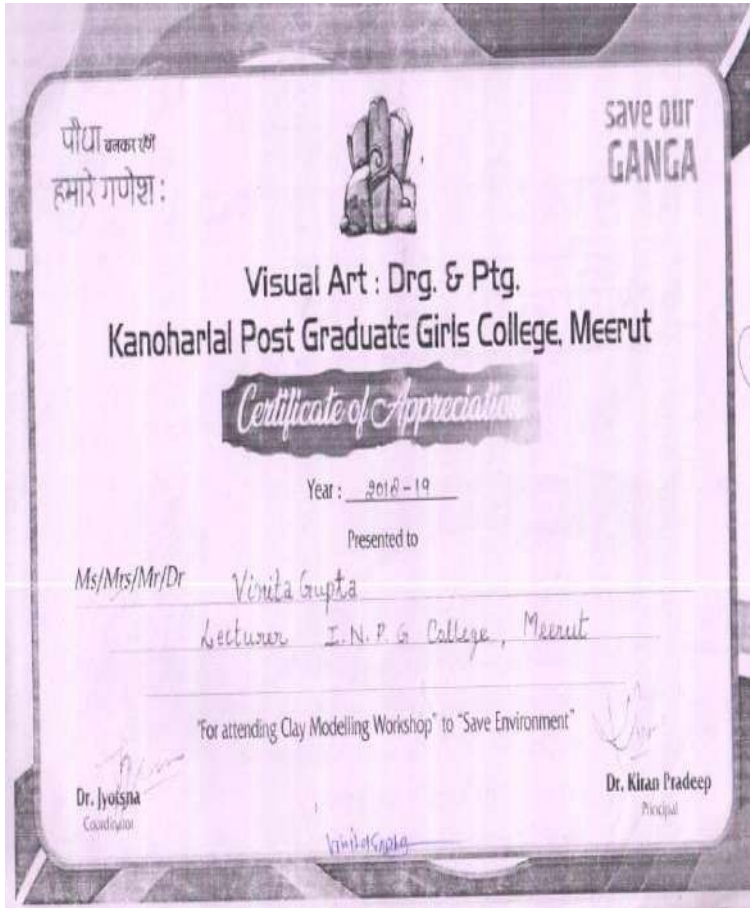 पौधा बनकर रहेंगे
हमारे गणेश :
save our
GANGA
Visual Art : Drg. & Ptg.
Kanoharlal Post Graduate Girls College, Meerut
Certificate of Appreciation
Year : 2018-19
Presented to
Ms/Mrs/Mr/Dr Vinita Gupta
Lecturer I.N.P.G College, Meerut
"For attending Clay Modelling Workshop" to "Save Environment"
Dr. Jyotsna
Coordinator
Dr. Kiran Pradeep
Principal
Vinita Gupta